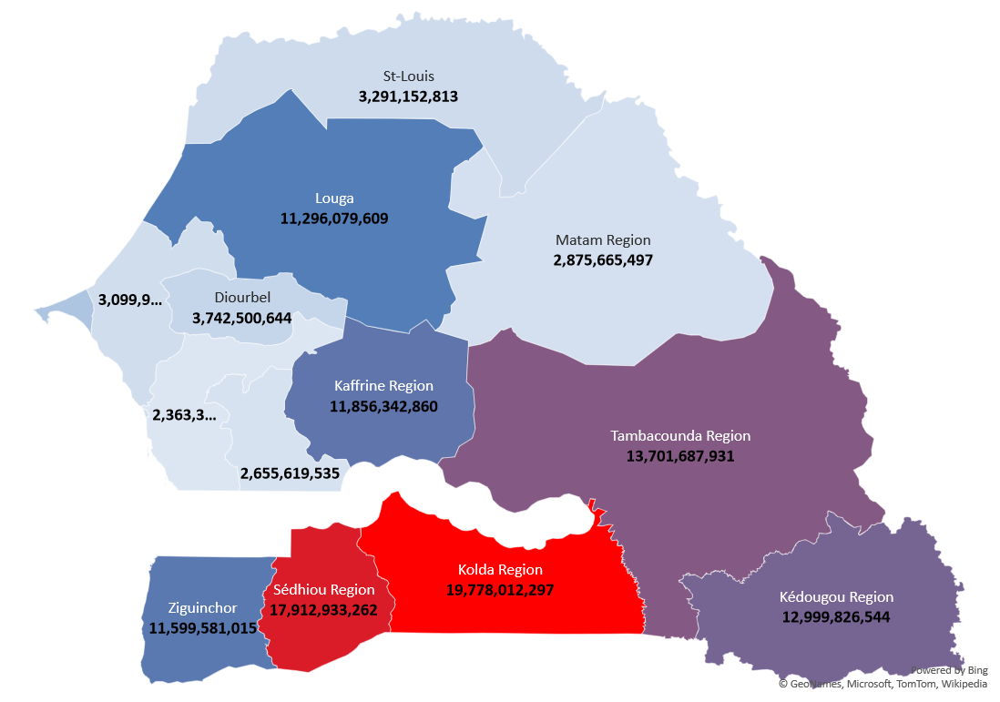 St-Louis
3,291,152,813
Louga
11,296,079,609
Matam Region
2,875,665,497
3,099,9...
Diourbel
3,742,500,644
Kaffrine Region
11,856,342,860
2,363,3...
Tambacounda Region
13,701,687,931
2,655,619,535
Kolda Region
19,778,012,297
Sédhiou Region
17,912,933,262
Ziguinchor
11,599,581,015
Kédougou Region
12,999,826,544
Powered by Bing
© GeoNames, Microsoft, TomTom, Wikipedia